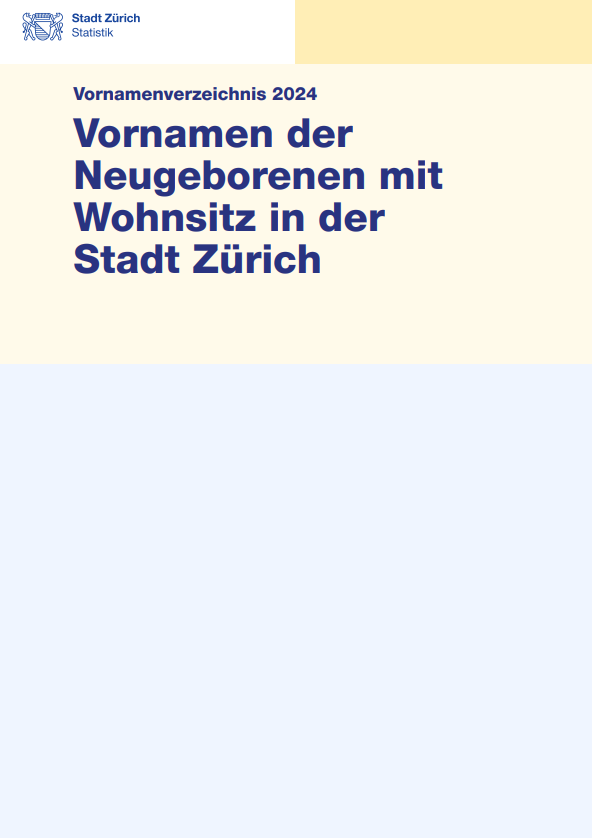 Stadt Zürich
Statistik
Vornamenverzeichnis 2024
Vornamen der
Neugeborenen mit
Wohnsitz in der
Stadt Zürich